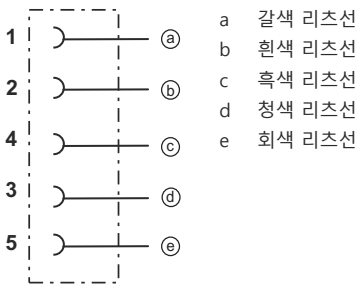 1 ⓐ
2 ⓑ
4 ⓒ
3 ⓓ
5 ⓔ
a 갈색 리츠선
b 흰색 리츠선
c 흑색 리츠선
d 청색 리츠선
e 회색 리츠선